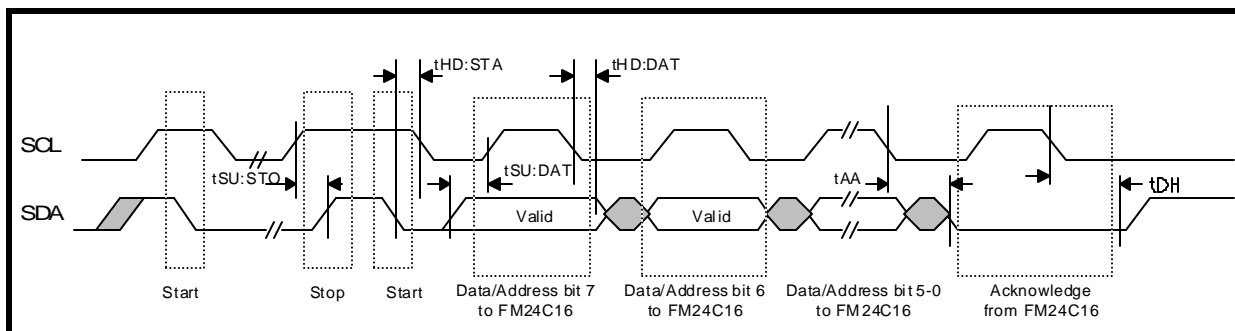 tHD:STA
tHD:DAT
SCL
tSU:STO
tSU:DAT
tAA
SDA
Valid
Valid
tDH
Start
Stop
Start
Data/Address bit 7
to FM24C16
Data/Address bit 6
to FM24C16
Data/Address bit 5-0
to FM24C16
Acknowledge
from FM24C16